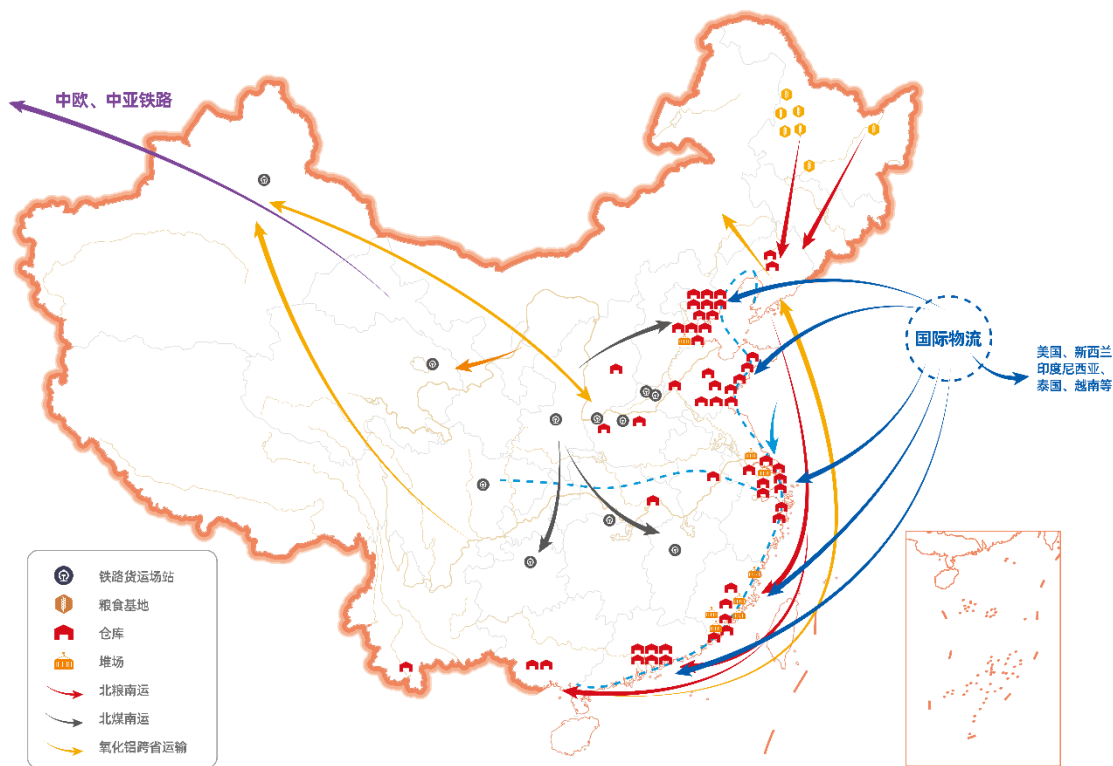 中欧、中亚铁路
国际物流
美国、新西兰
印度尼西亚、
泰国、越南等
铁路货运场站
粮食基地
仓库
堆场
北粮南运
北煤南运
氧化铝跨省运输